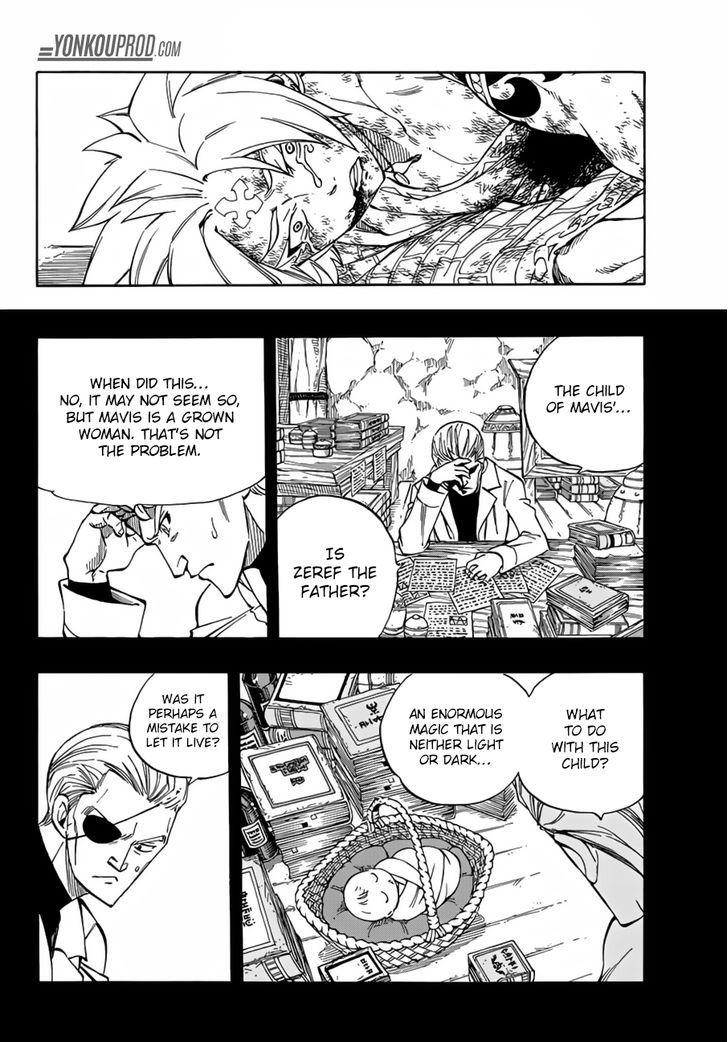 =YONKOUPROD.COM
THE CHILD
OF MAVIS'...
IS
ZEREF THE
FATHER?
WHEN DID THIS...
NO, IT MAY NOT SEEM SO,
BUT MAVIS IS A GROWN
WOMAN. THAT'S NOT
THE PROBLEM.
WHAT
TO DO
WITH THIS
CHILD?
AN ENORMOUS
MAGIC THAT IS
NEITHER LIGHT
OR DARK...
WAS IT
PERHAPS A
MISTAKE TO
LET IT LIVE?